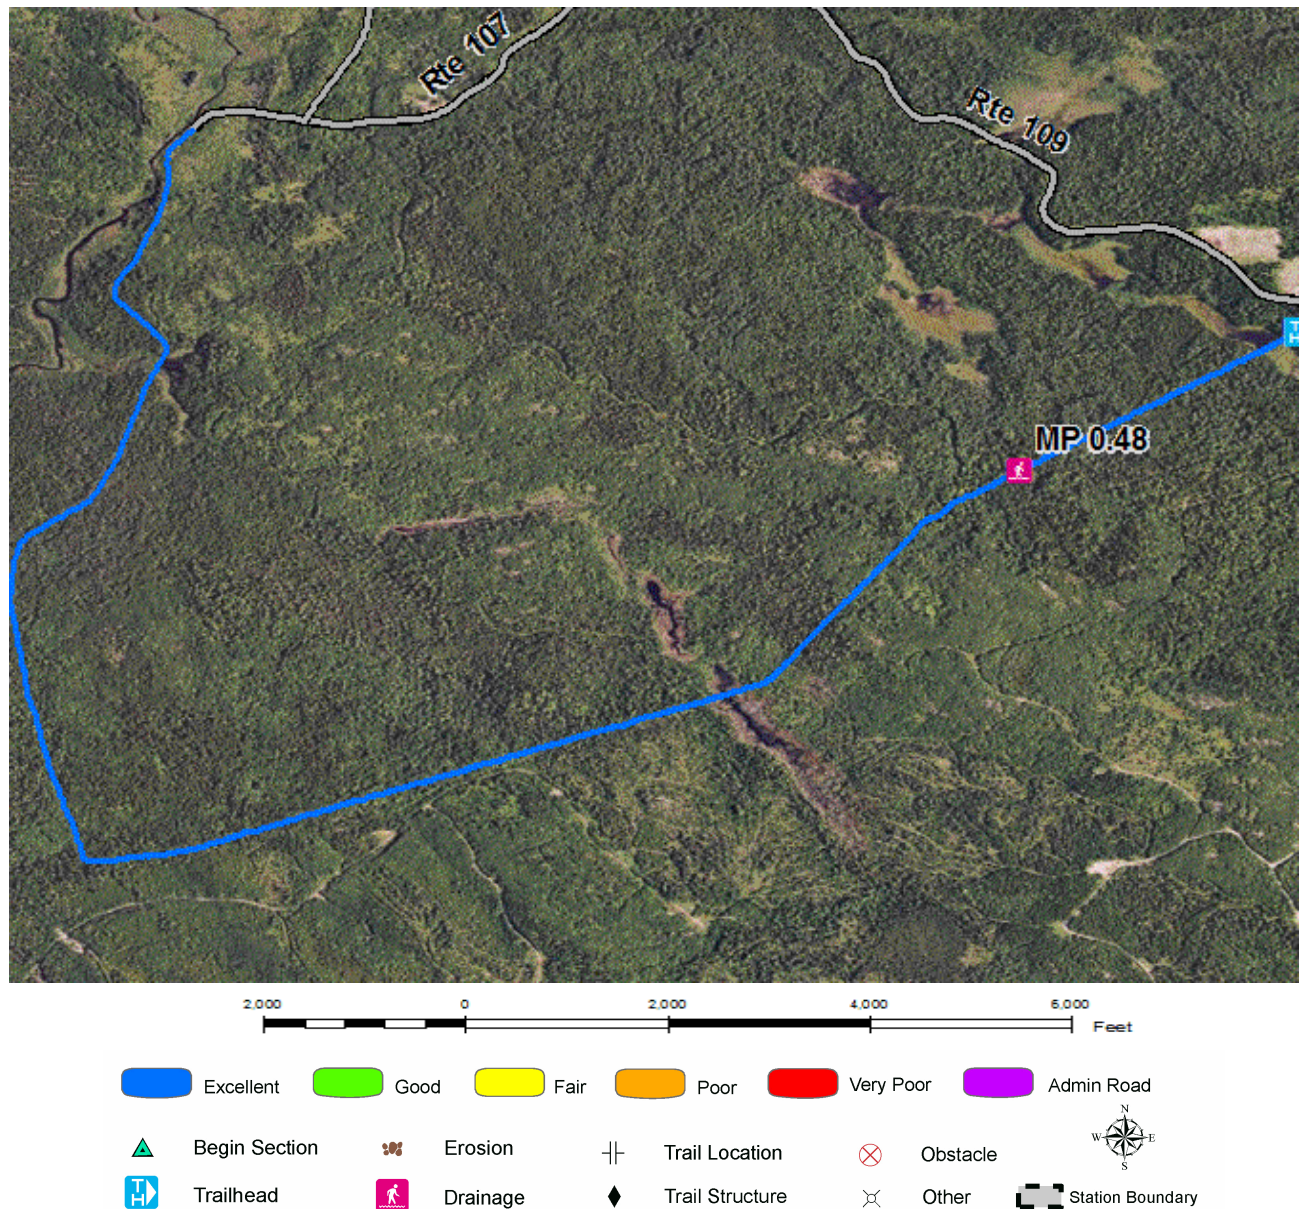 Rte 107
Rte 109
TH
MP 0.48
2,000 0 2,000 4,000 6,000
Feet
Excellent Good Fair Poor Very Poor Admin Road
N
W E
S
Begin Section Erosion Trail Location Obstacle
TH Trailhead Drainage Trail Structure Other Station Boundary